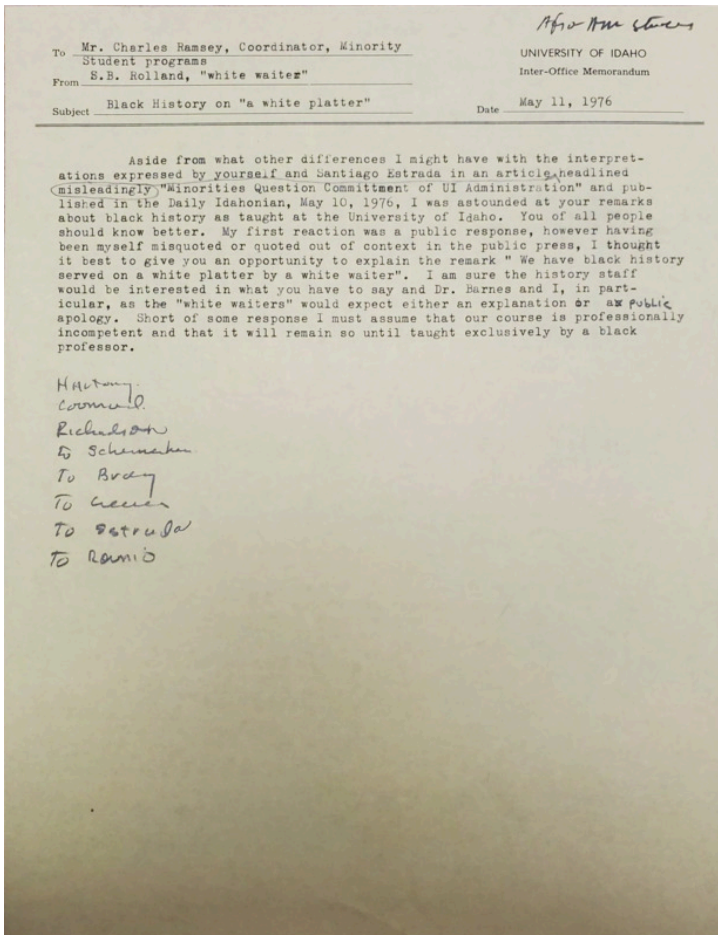 Afro Am Studies
To Mr. Charles Ramsey, Coordinator, Minority
Student programs
From S.B. Rolland, "white waiter"
UNIVERSITY OF IDAHO
Inter-Office Memorandum
Subject Black History on "a white platter"
Date May 11, 1976
Aside from what other differences I might have with the interpret-
ations expressed by yourself and Santiago Estrada in an article headlined
misleadingly "Minorities Question Committment of UI Administration" and pub-
lished in the Daily Idahonian, May 10, 1976, I was astounded at your remarks
about black history as taught at the University of Idaho. You of all people
should know better. My first reaction was a public response, however having
been myself misquoted or quoted out of context in the public press, I thought
it best to give you an opportunity to explain the remark " We have black history
served on a white platter by a white waiter". I am sure the history staff
would be interested in what you have to say and Dr. Barnes and I, in part-
icular, as the "white waiters" would expect either an explanation or a public
apology. Short of some response I must assume that our course is professionally
incompetent and that it will remain so until taught exclusively by a black
professor.
Hartung
Coonrod
Richardson
To
To Bray
To
To Estrada
To